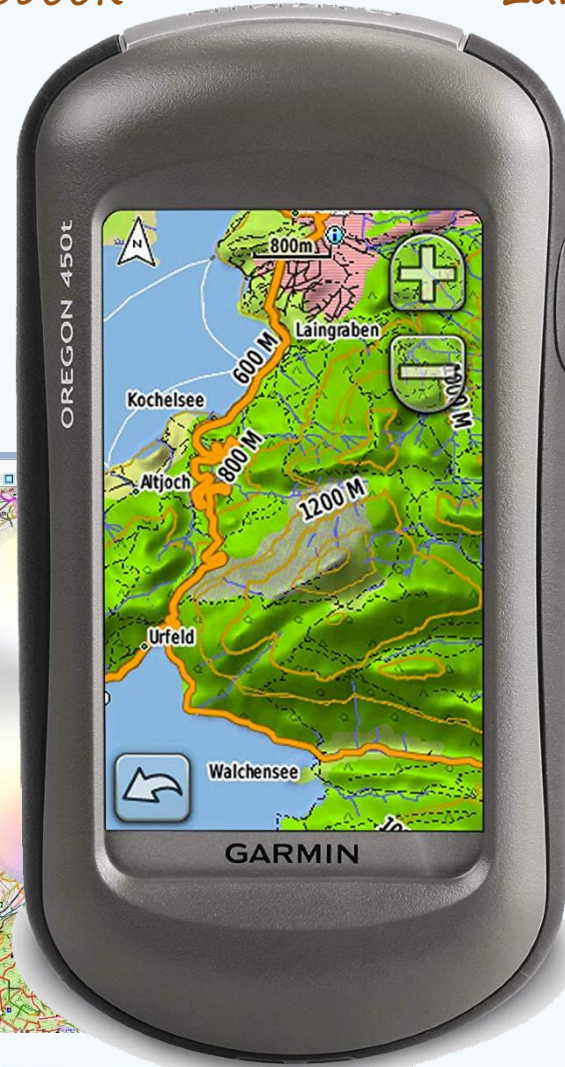 OREGON 450t
800m
Laingraben
600 M
Kochelsee
800 M
Altjoch
1200 M
Urfeld
Walchensee
GARMIN